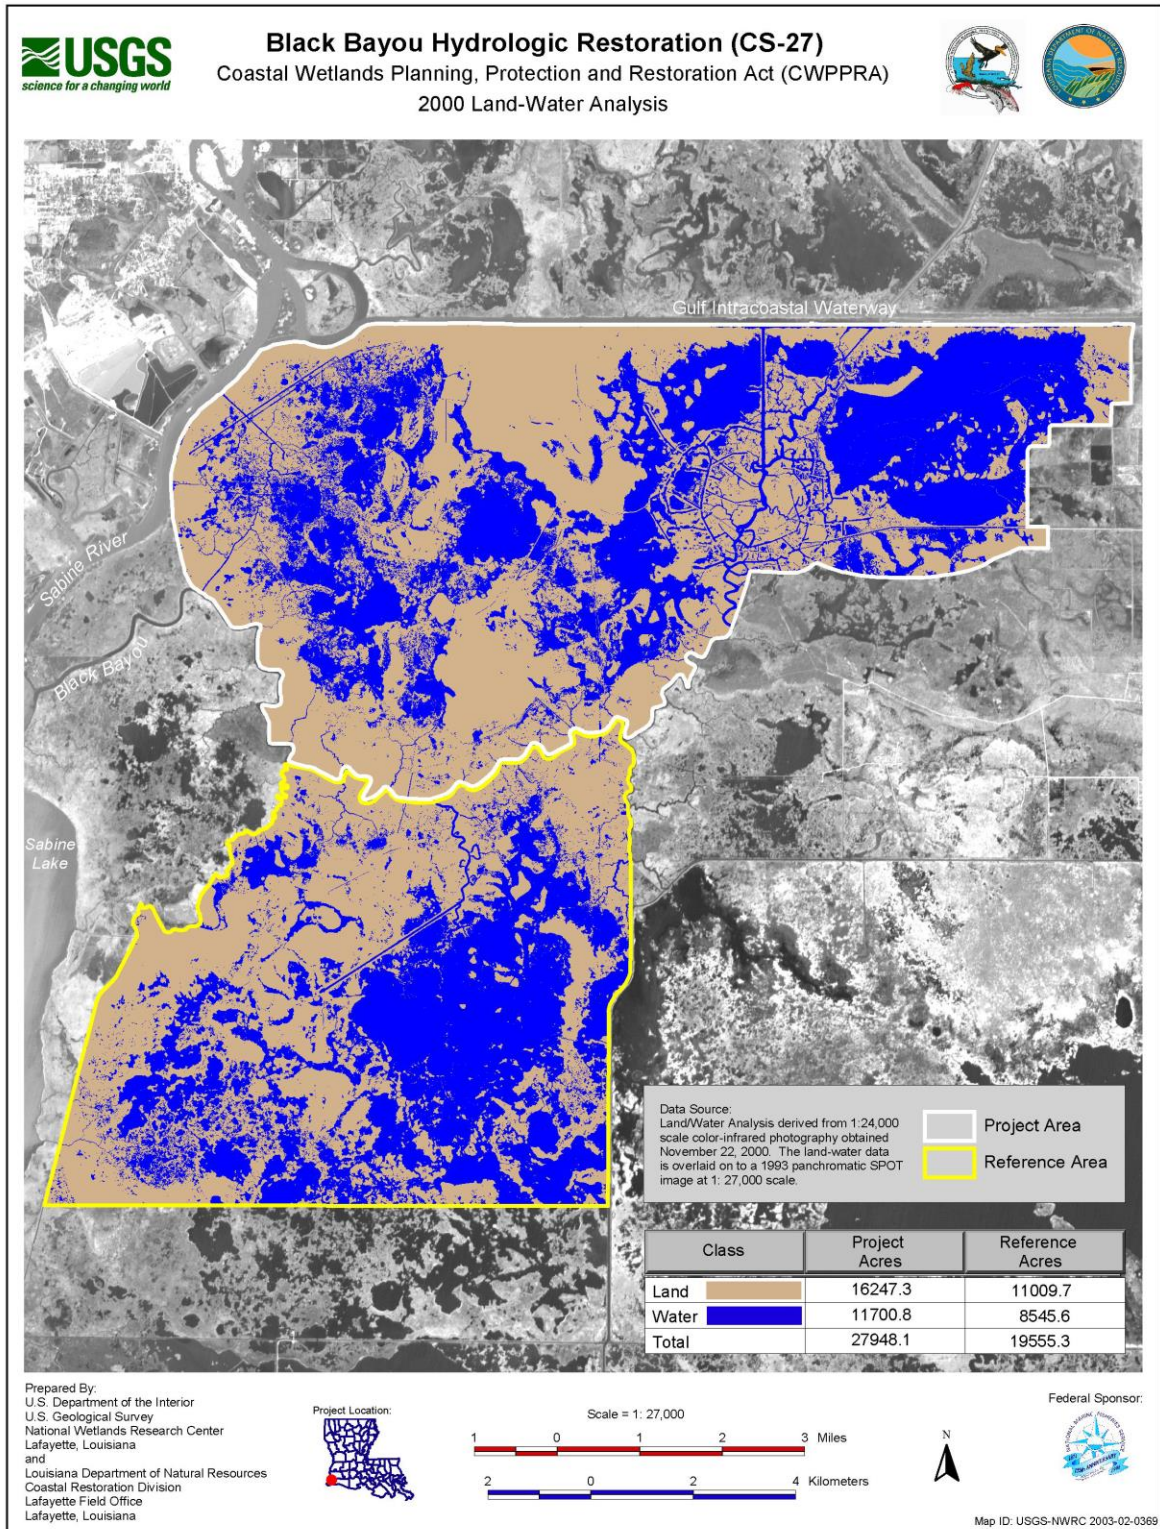 USGS
science for a changing world
Black Bayou Hydrologic Restoration (CS-27)
Coastal Wetlands Planning, Protection and Restoration Act (CWPPRA)
2000 Land-Water Analysis
Gulf Intracoastal Waterway
Sabine River
Black Bayou
Sabine
Lake
Data Source:
Land/Water Analysis derived from 1:24,000
scale color-infrared photography obtained
November 22, 2000. The land-water data
is overlaid on to a 1993 panchromatic SPOT
image at 1: 27,000 scale.
Project Area
Reference Area
Class Project Acres Reference Acres
Land 16247.3 11009.7
Water 11700.8 8545.6
Total 27948.1 19555.3
Prepared By:
U.S. Department of the Interior
U.S. Geological Survey
National Wetlands Research Center
Lafayette, Louisiana
and
Louisiana Department of Natural Resources
Coastal Restoration Division
Lafayette Field Office
Lafayette, Louisiana
Project Location:
Scale = 1: 27,000
1 0 1 2 3 Miles
2 0 2 4 Kilometers
N
Federal Sponsor:
Map ID: USGS-NWRC 2003-02-0369